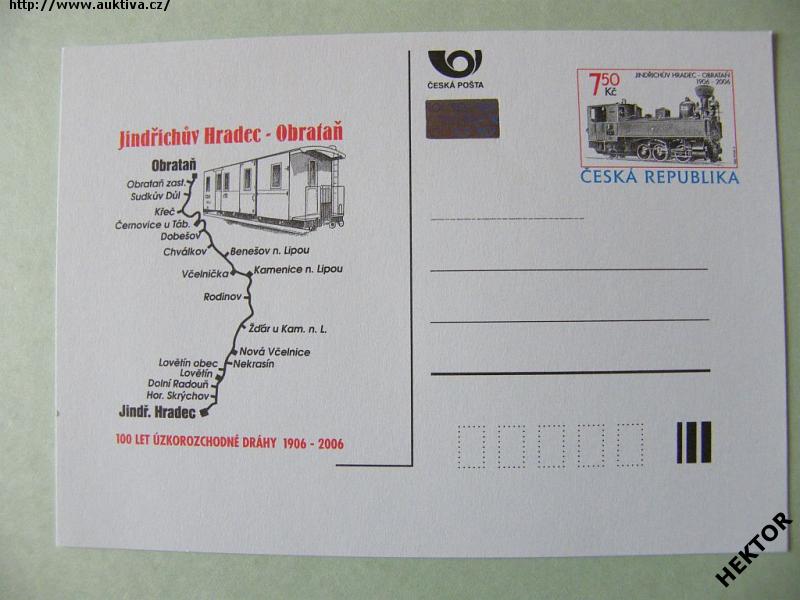 http://www.auktiva.cz/
Jindřichův Hradec - Obrataň
Obrataň
Obrataň zast.
Sudkův Důl
Křeč
Černovice u Táb.
Dobešov
Chválkov
Benešov n. Lipou
Včelnička
Kamenice n. Lipou
Rodinov
Žďár u Kam. n. L.
Nová Včelnice
Lovětín obec
Nekrasín
Lovětín
Dolní Radouň
Hor. Skrýchov
Jindř. Hradec
100 LET ÚZKOROZCHODNÉ DRÁHY 1906 - 2006
ČESKÁ POŠTA
7,50
Kč
JINDŘICHŮV HRADEC - OBRATAŇ
1906 - 2006
ČESKÁ REPUBLIKA
HEKTOR